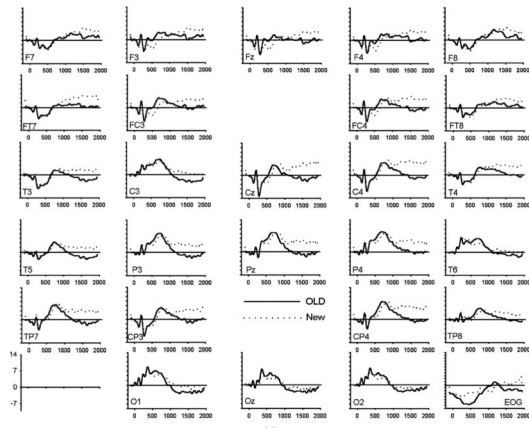 F7 F3 Fz F4 F8
0 500 1000 1500 2000 0 500 1000 1500 2000 0 500 1000 1500 2000 0 500 1000 1500 2000 0 500 1000 1500 2000
FT7 FC3 FC4 FT8
0 500 1000 1500 2000 0 500 1000 1500 2000 0 500 1000 1500 2000 0 500 1000 1500 2000
T3 C3 Cz C4 T4
0 500 1000 1500 2000 0 500 1000 1500 2000 0 500 1000 1500 2000 0 500 1000 1500 2000 0 500 1000 1500 2000
T5 P3 Pz P4 T6
0 500 1000 1500 2000 0 500 1000 1500 2000 0 500 1000 1500 2000 0 500 1000 1500 2000 0 500 1000 1500 2000
OLD
New
TP7 CP3 CP4 TP8
0 500 1000 1500 2000 0 500 1000 1500 2000 0 500 1000 1500 2000 0 500 1000 1500 2000
14
7
0
-7
O1 Oz O2 EOG
0 500 1000 1500 2000 0 500 1000 1500 2000 0 500 1000 1500 2000 0 500 1000 1500 2000